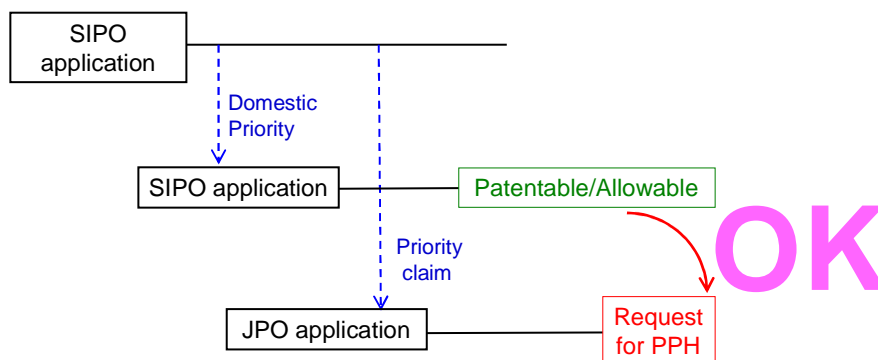 SIPO
application
Domestic
Priority
SIPO application
Patentable/Allowable
OK
Priority
claim
JPO application
Request
for PPH